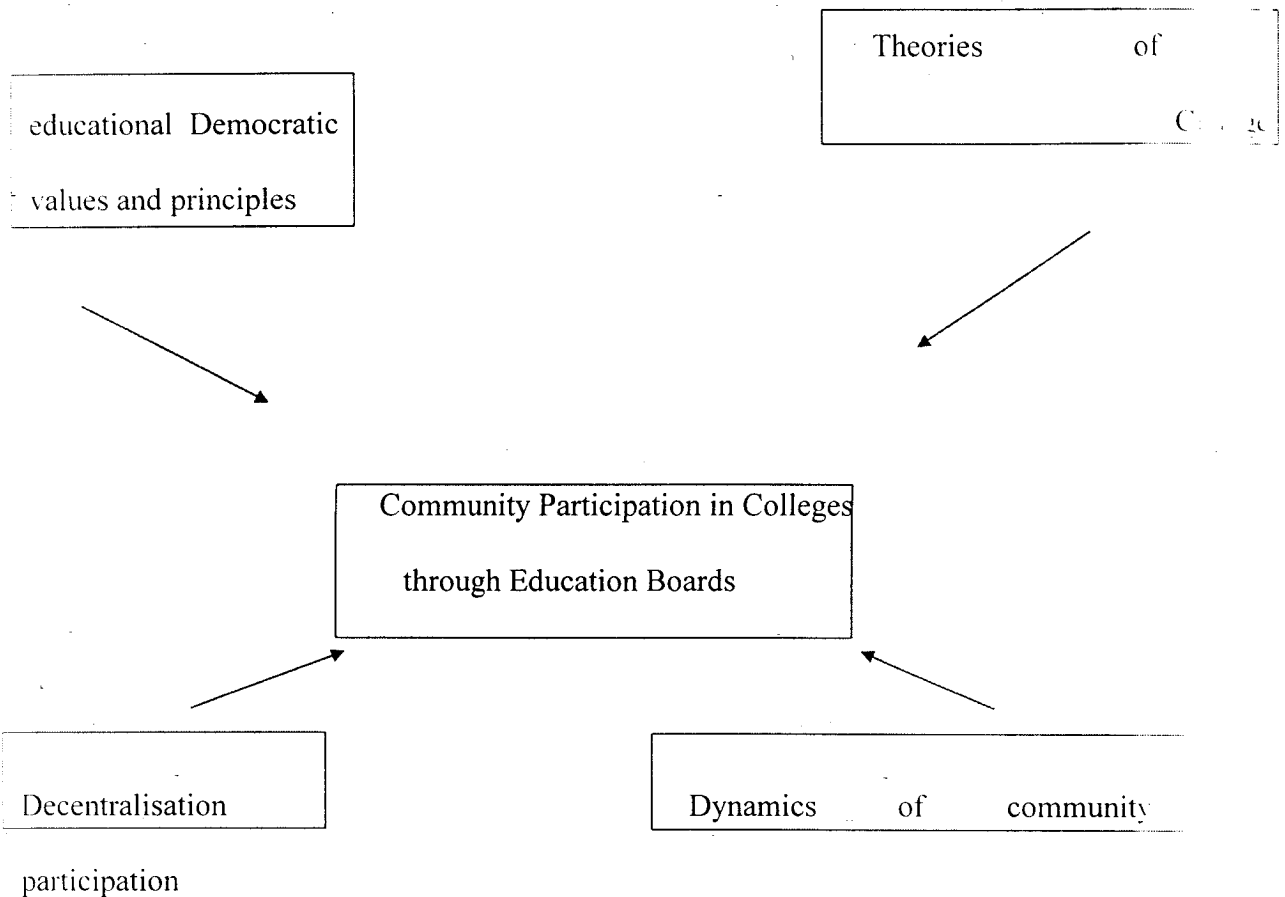 Theories of
educational Democratic
values and principles
Community Participation in Colleges
through Education Boards
Decentralisation
Dynamics of community
participation